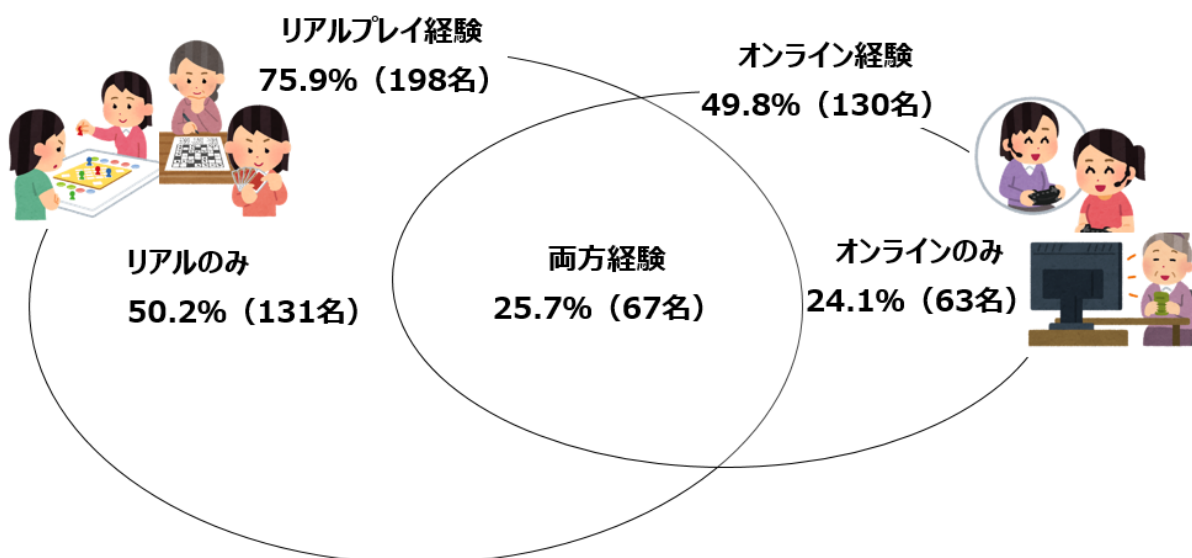 リアルプレイ経験
75.9%（198名）
オンライン経験
49.8%（130名）
リアルのみ
50.2%（131名）
両方経験
25.7%（67名）
オンラインのみ
24.1%（63名）